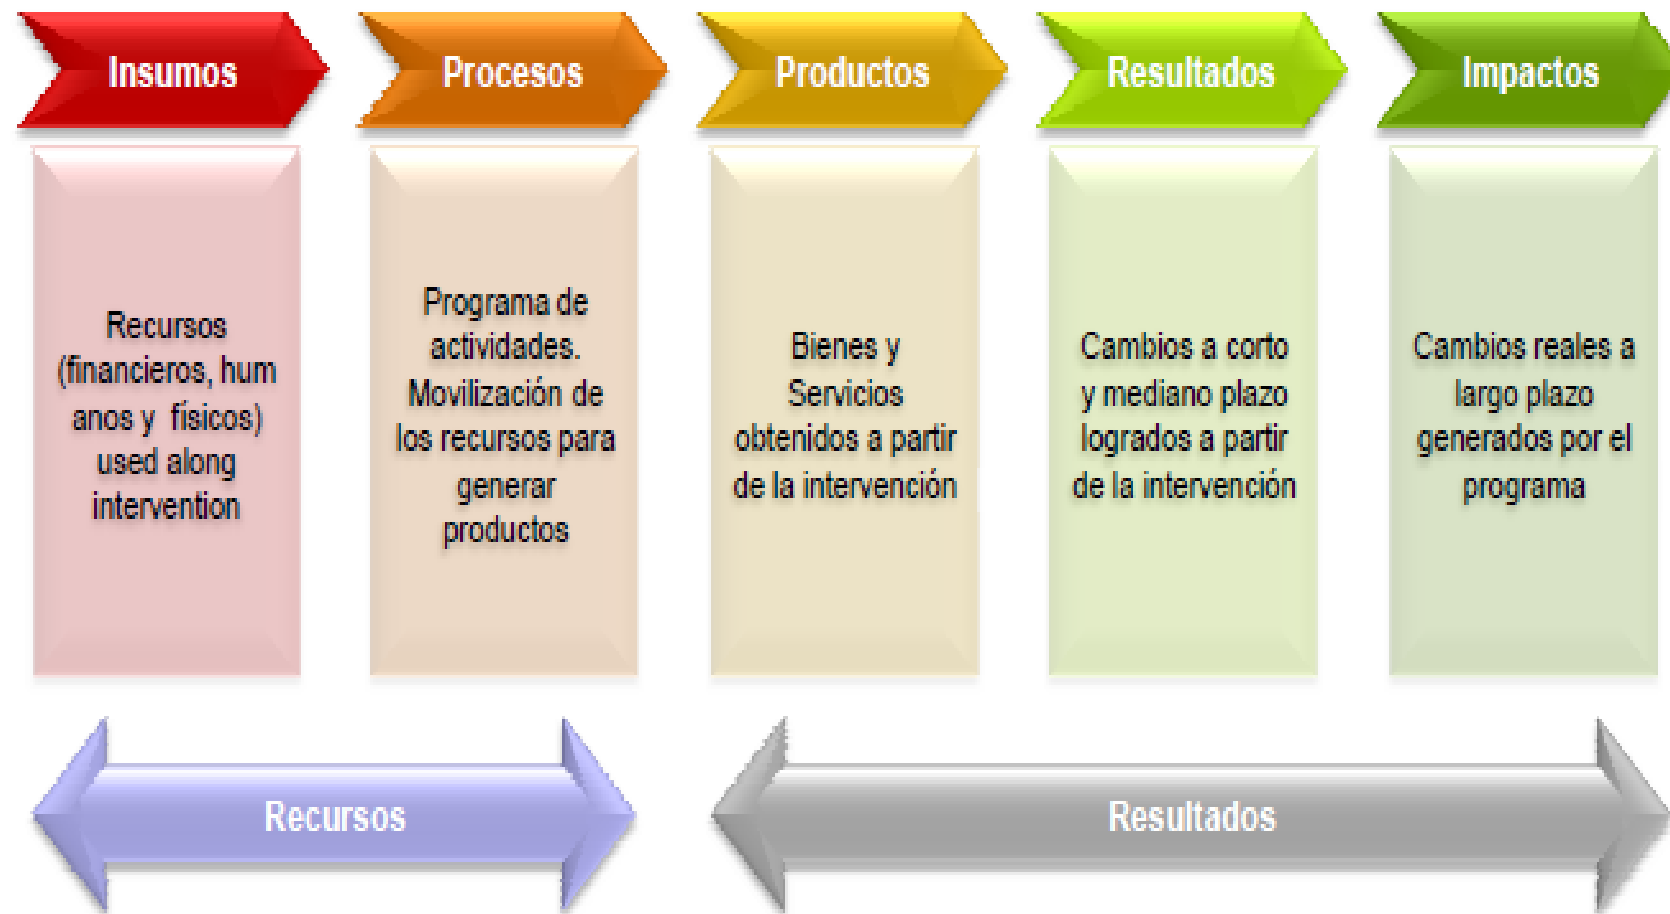 Insumos
Procesos
Productos
Resultados
Impactos
Recursos
(financieros, hum
anos y físicos)
used along
intervention
Programa de
actividades.
Movilización de
los recursos para
generar
productos
Bienes y
Servicios
obtenidos a partir
de la intervención
Cambios a corto
y mediano plazo
logrados a partir
de la intervención
Cambios reales a
largo plazo
generados por el
programa
Recursos
Resultados